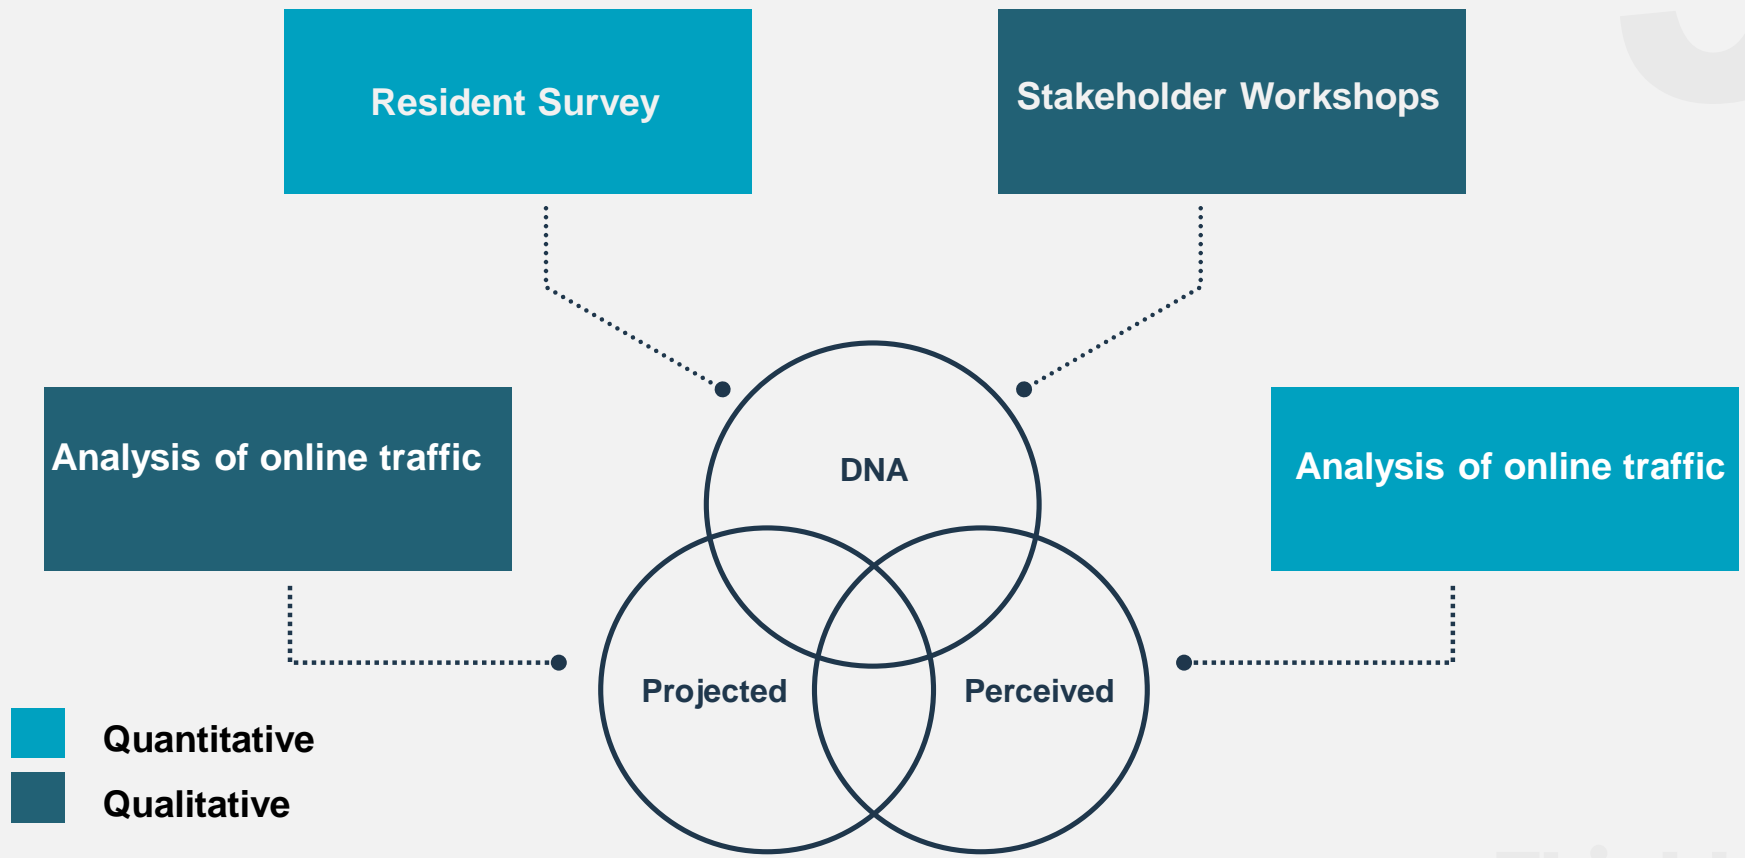 Resident Survey
Stakeholder Workshops
Analysis of online traffic
Analysis of online traffic
DNA
Projected
Perceived
Quantitative
Qualitative